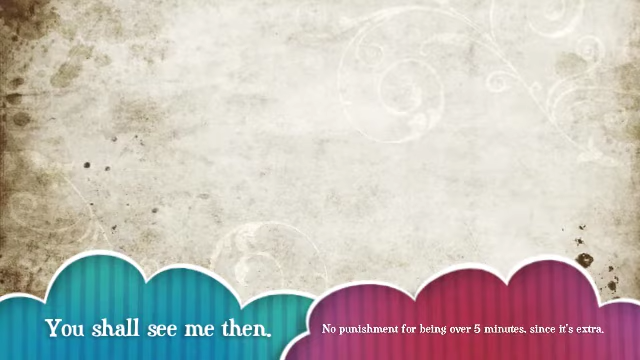 You shall see me then.
No punishment for being over 5 minutes. since it's extra.